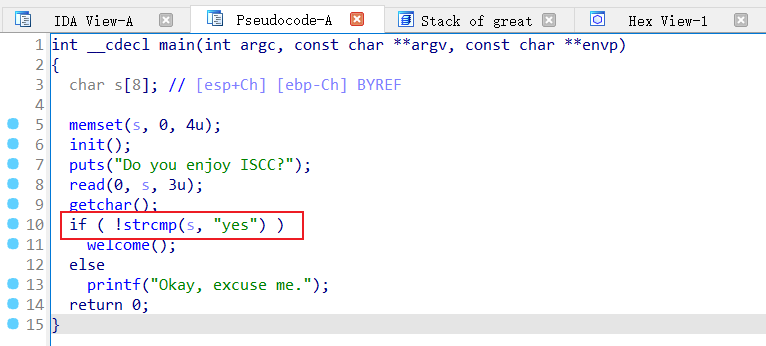 IDA View-A Pseudocode-A Stack of great Hex View-1
1 int __cdecl main(int argc, const char **argv, const char **envp)
2 {
3 char s[8]; // [esp+Ch] [ebp-Ch] BYREF
4
5 memset(s, 0, 4u);
6 init();
7 puts("Do you enjoy ISCC?");
8 read(0, s, 3u);
9 getchar();
10 if ( !strcmp(s, "yes") )
11 welcome();
12 else
13 printf("Okay, excuse me.");
14 return 0;
15 }